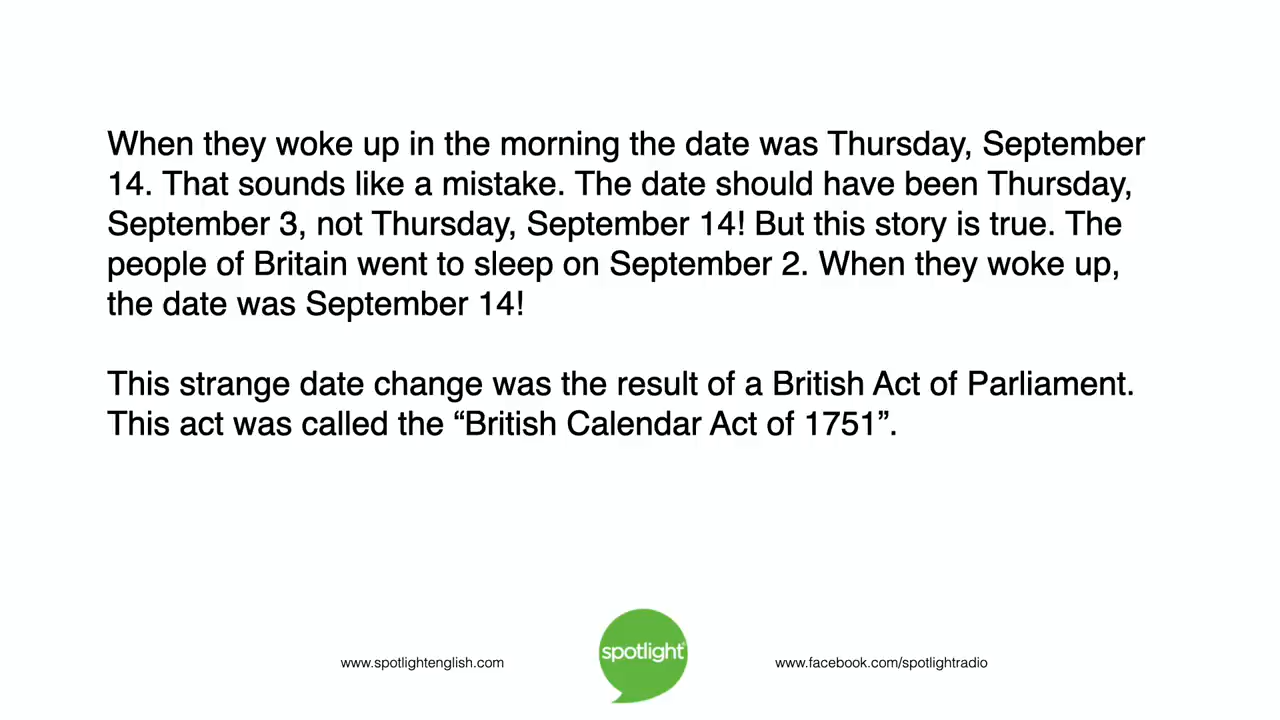 When they woke up in the morning the date was Thursday, September
14. That sounds like a mistake. The date should have been Thursday,
September 3, not Thursday, September 14! But this story is true. The
people of Britain went to sleep on September 2. When they woke up,
the date was September 14!
This strange date change was the result of a British Act of Parliament.
This act was called the “British Calendar Act of 1751”.
www.spotlightenglish.com
spotlight
www.facebook.com/spotlightradio